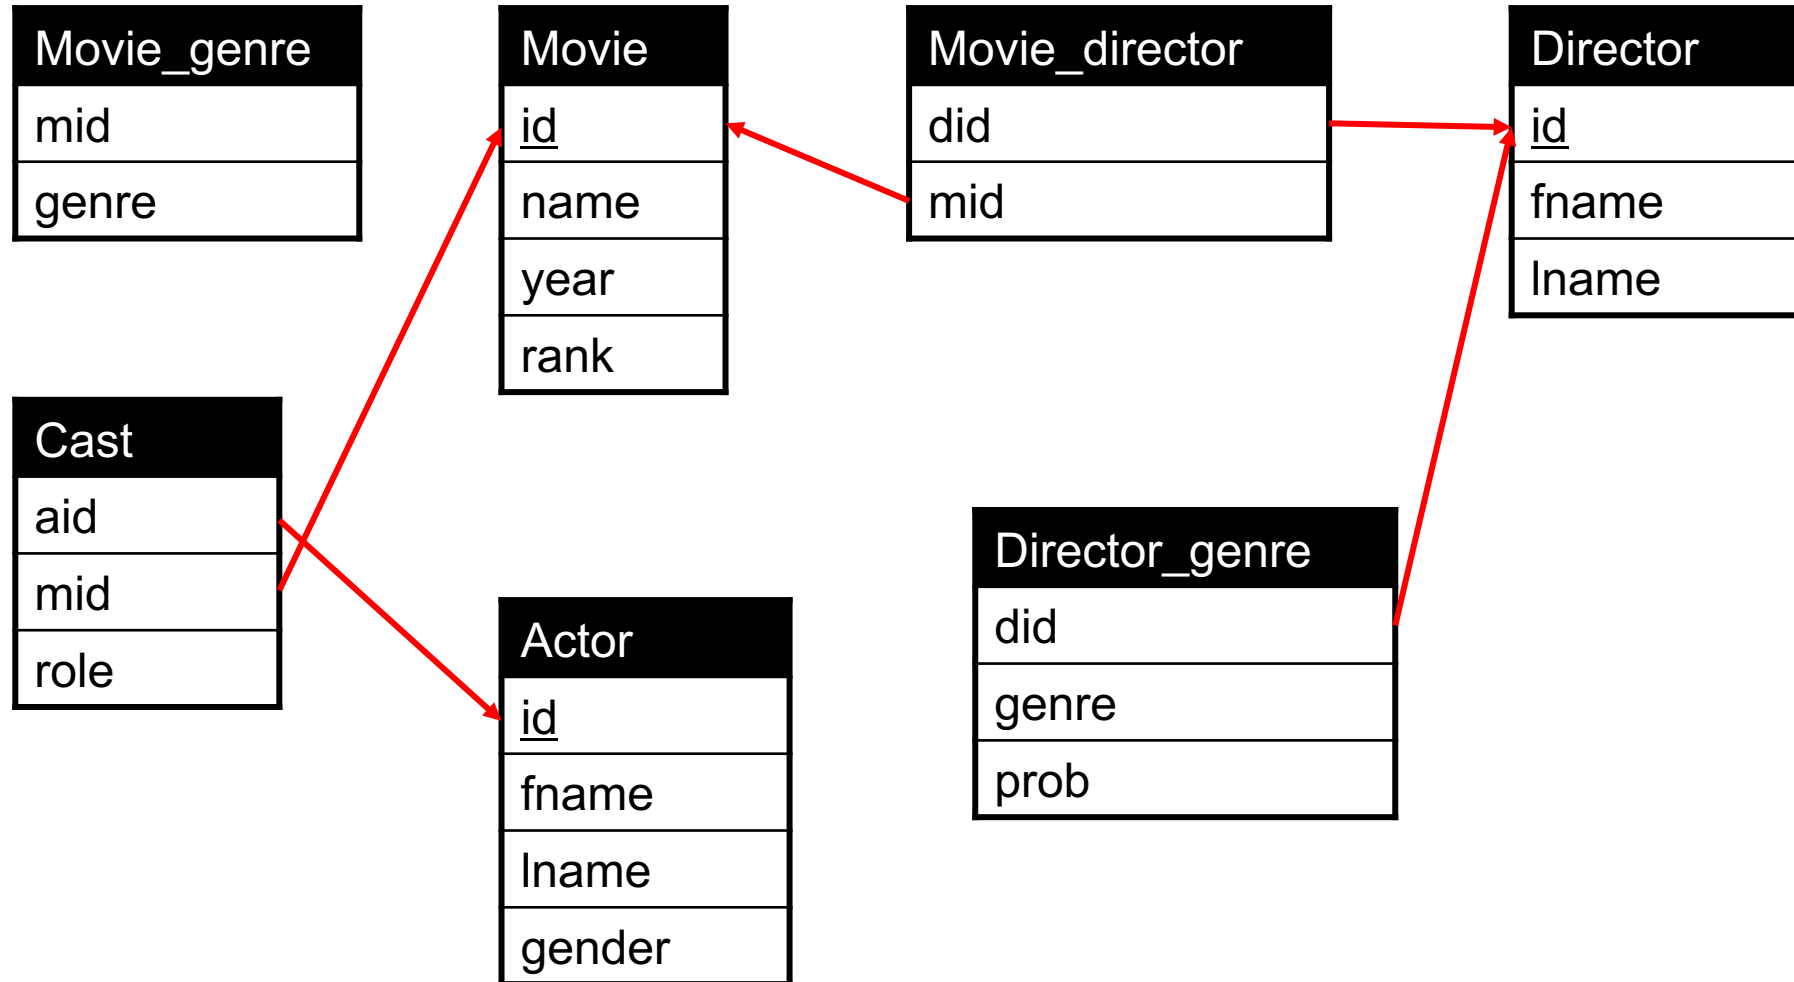 Movie_genre
mid
genre
Movie
id
name
year
rank
Movie_director
did
mid
Director
id
fname
lname
Cast
aid
mid
role
Actor
id
fname
lname
gender
Director_genre
did
genre
prob